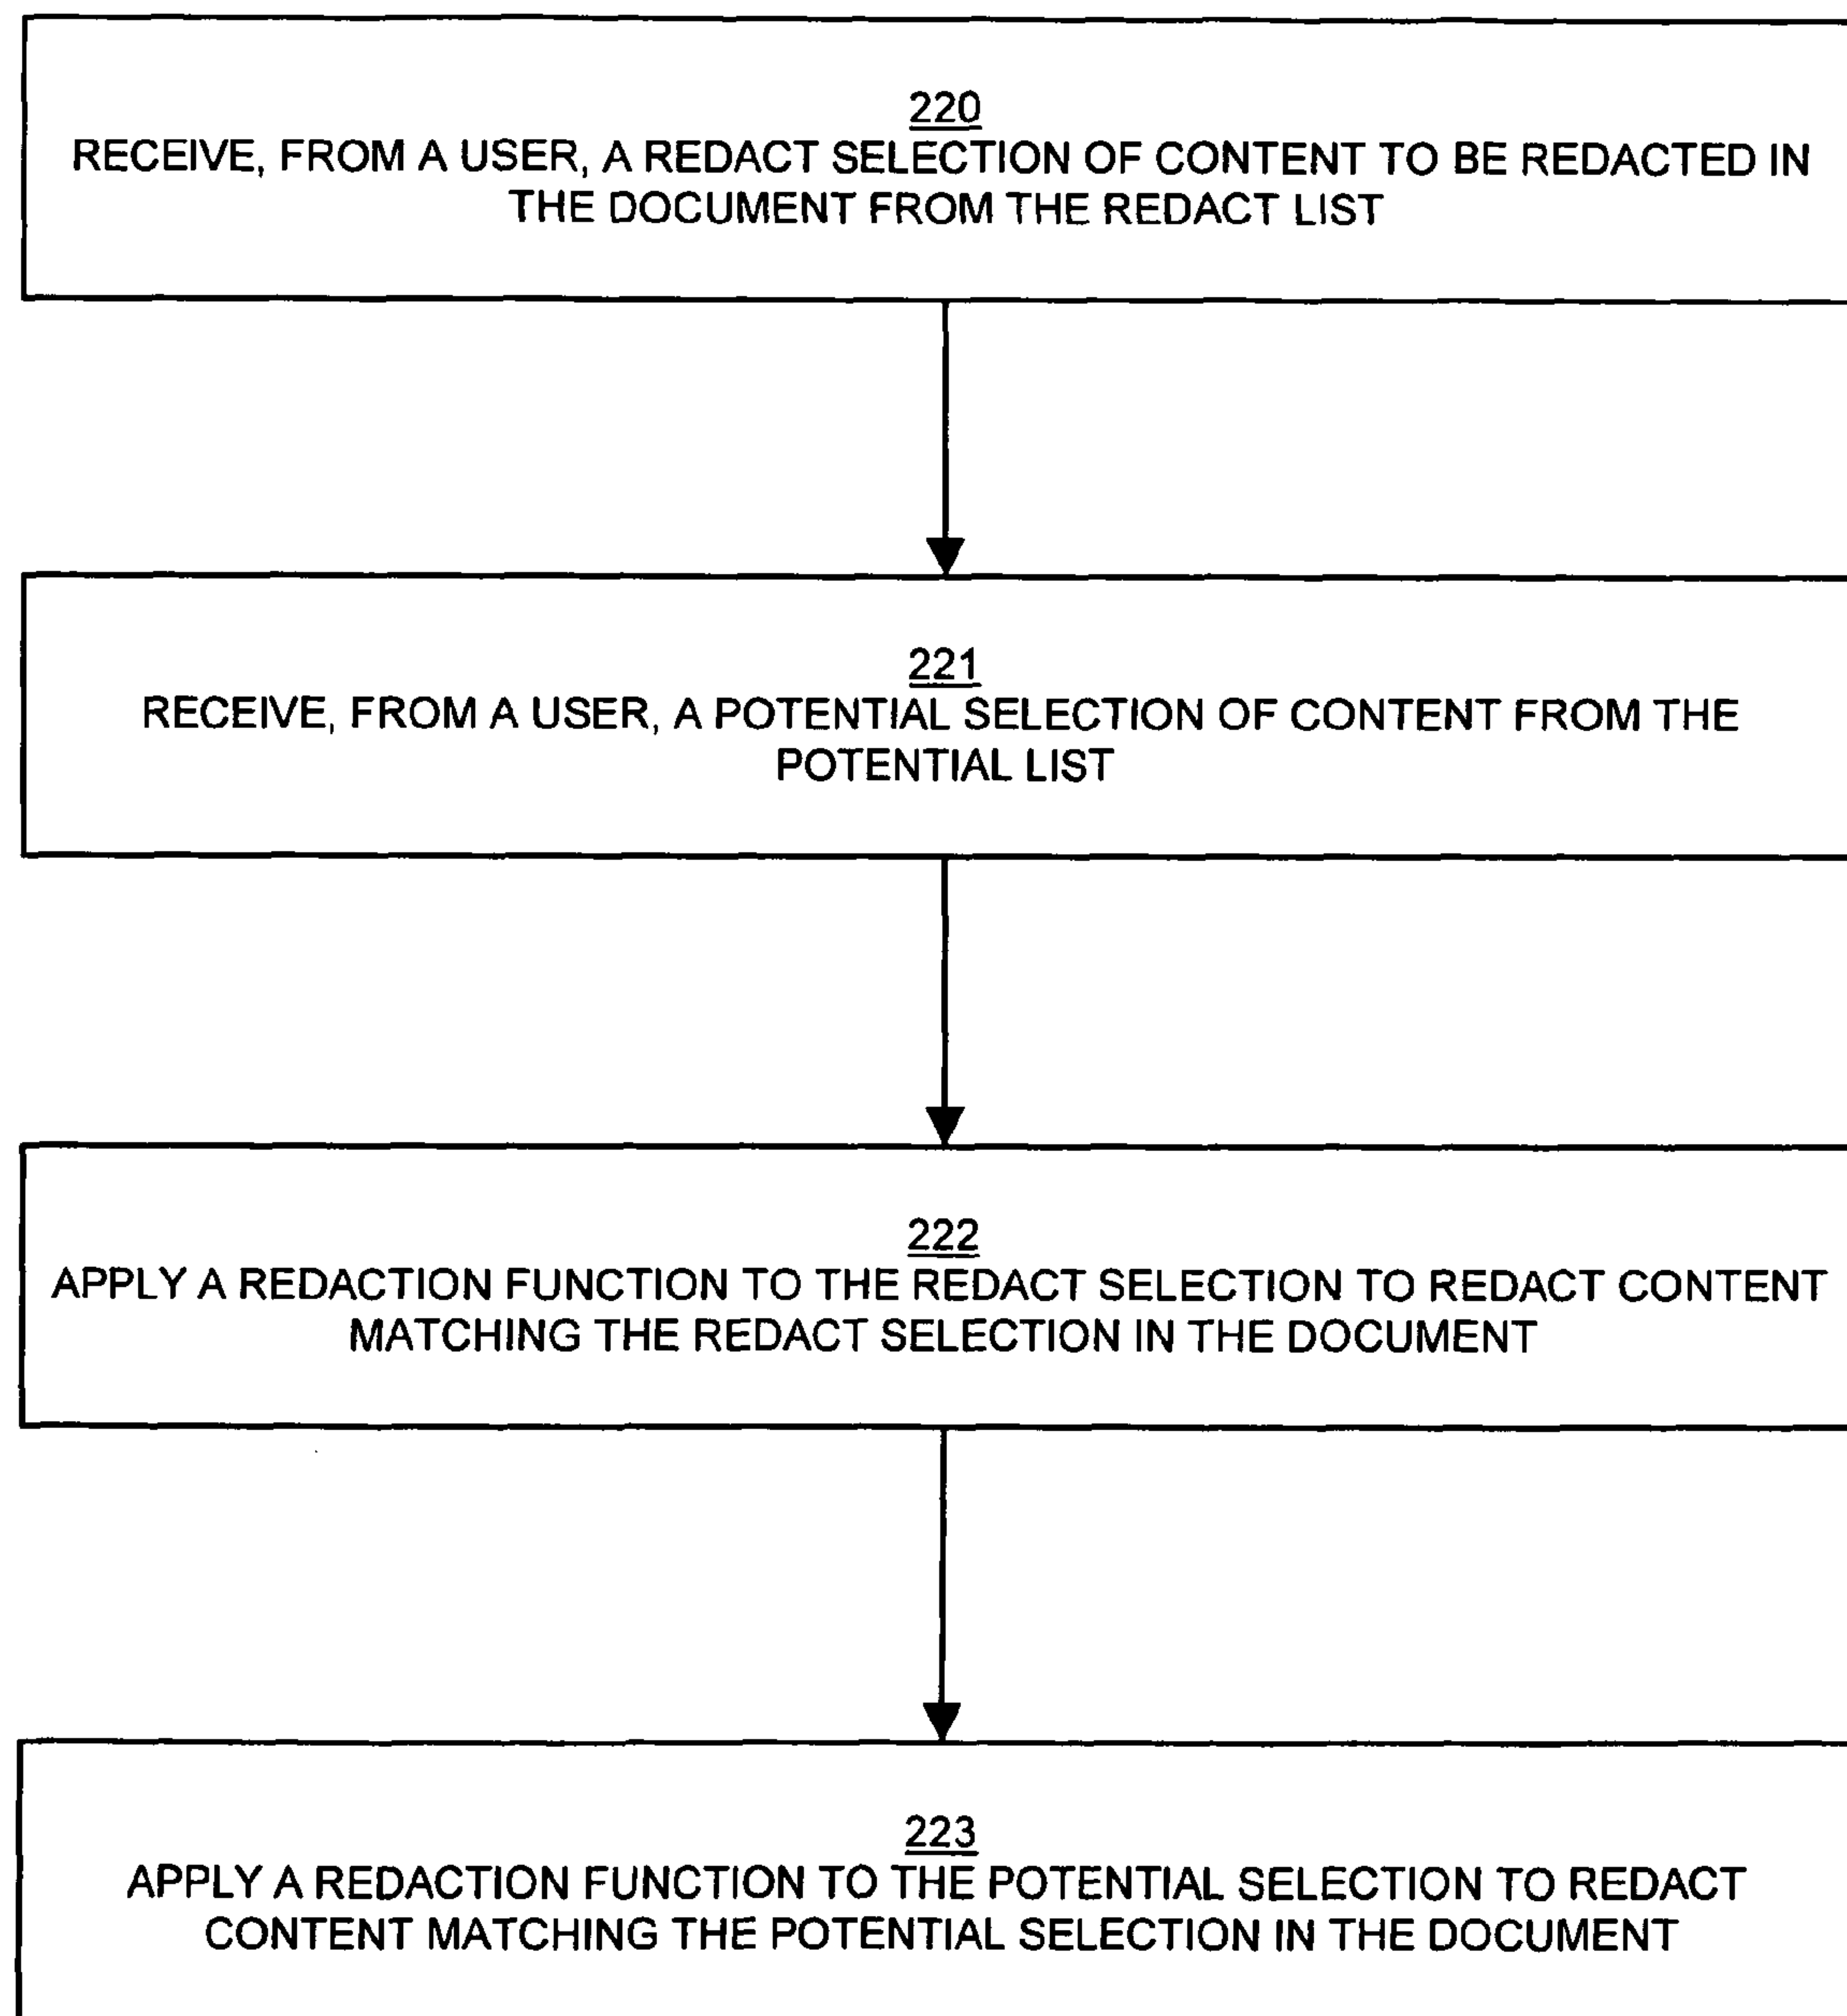 220
RECEIVE, FROM A USER, A REDACT SELECTION OF CONTENT TO BE REDACTED IN
THE DOCUMENT FROM THE REDACT LIST
221
RECEIVE, FROM A USER, A POTENTIAL SELECTION OF CONTENT FROM THE
POTENTIAL LIST
222
APPLY A REDACTION FUNCTION TO THE REDACT SELECTION TO REDACT CONTENT
MATCHING THE REDACT SELECTION IN THE DOCUMENT
223
APPLY A REDACTION FUNCTION TO THE POTENTIAL SELECTION TO REDACT
CONTENT MATCHING THE POTENTIAL SELECTION IN THE DOCUMENT